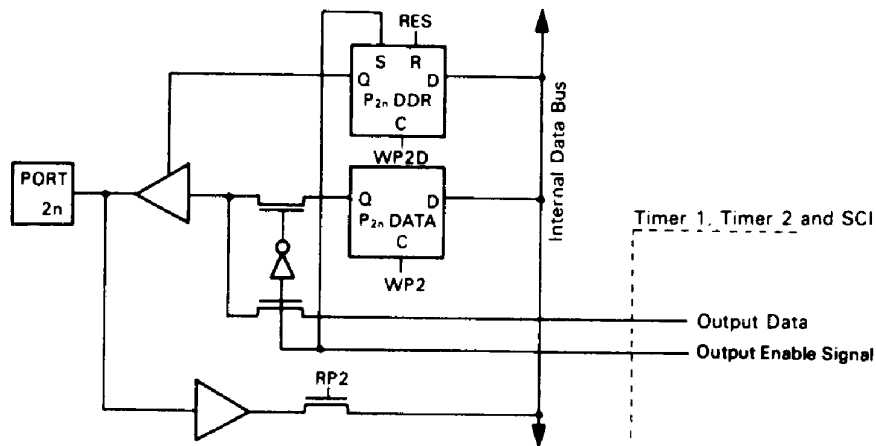 RES
S R
Q D
P2n DDR
C
WP2D
PORT
2n
Q D
P2n DATA
C
WP2
Internal Data Bus
Timer 1, Timer 2 and SCI
Output Data
Output Enable Signal
RP2